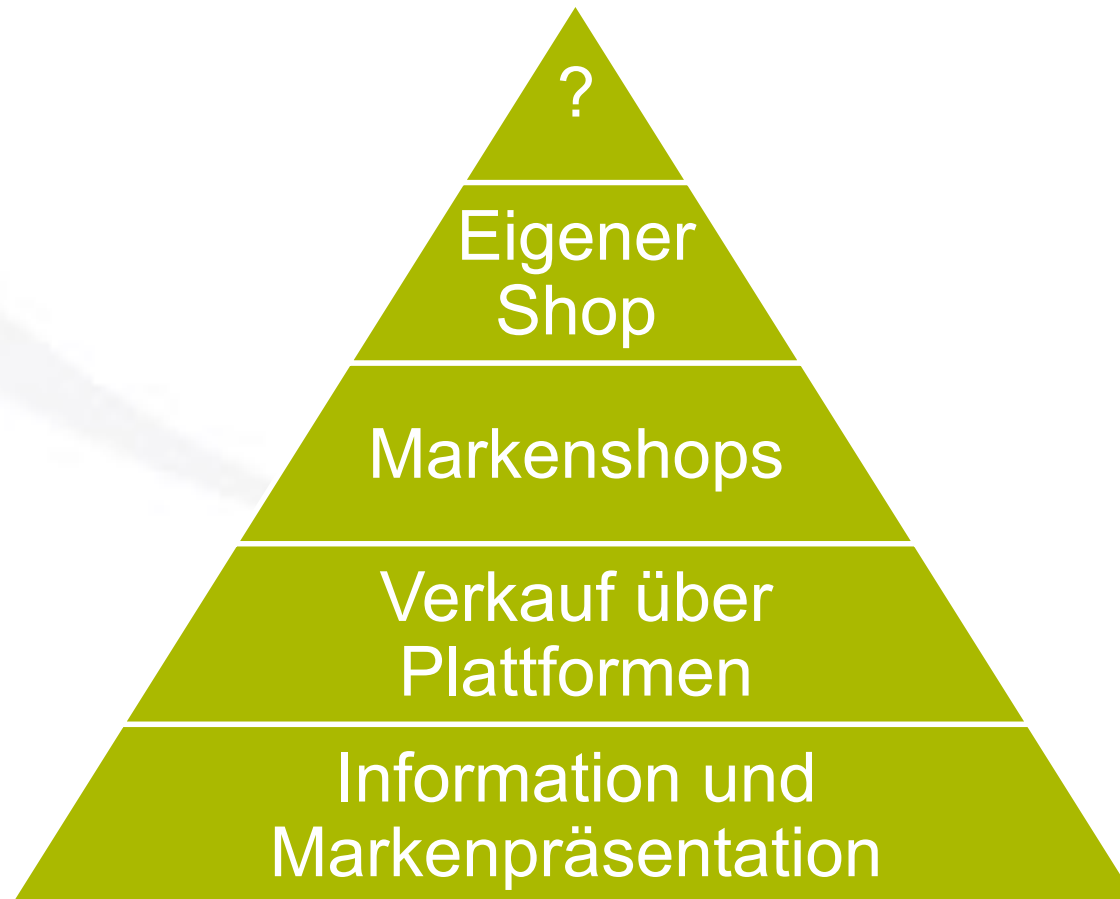 ?
Eigener
Shop
Markenshops
Verkauf über
Plattformen
Information und
Markenpräsentation